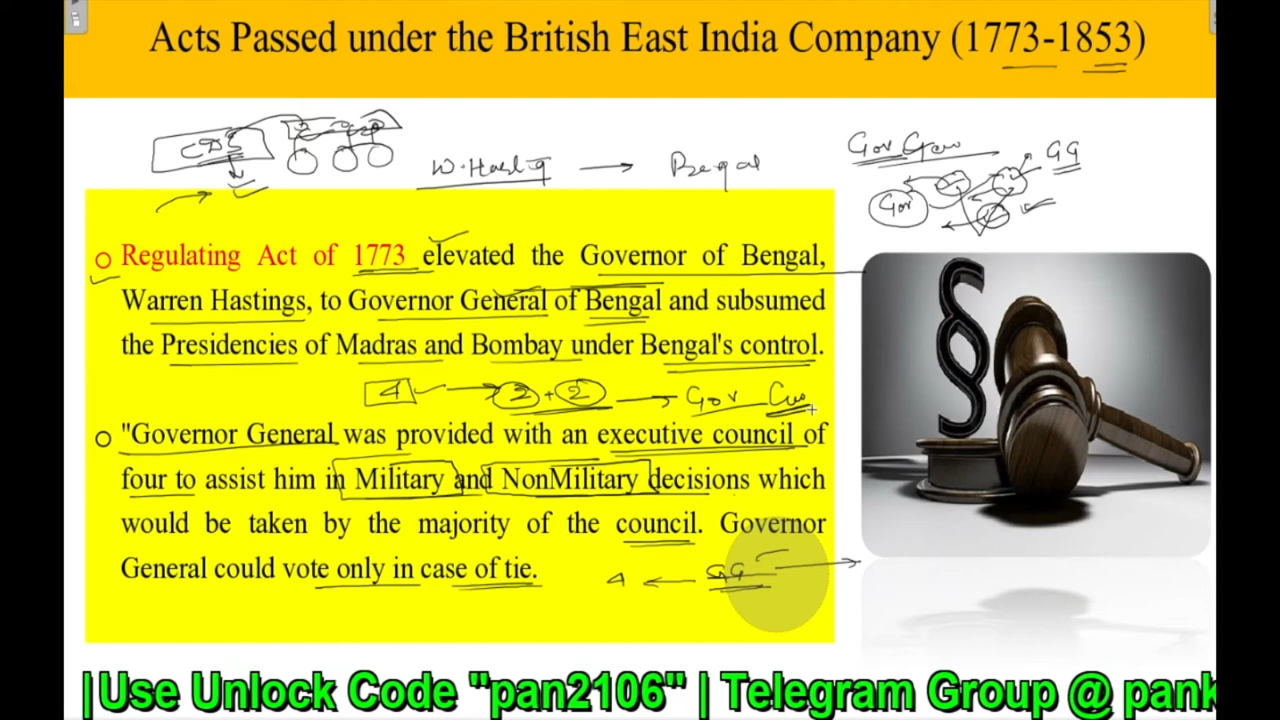 Acts Passed under the British East India Company (1773-1853)
CDS
W. Hasting → Bengal
Gov Gen
GG
Gov
Regulating Act of 1773 elevated the Governor of Bengal,
Warren Hastings, to Governor General of Bengal and subsumed
the Presidencies of Madras and Bombay under Bengal's control.
4 → 2 + 2 → Gov
"Governor General was provided with an executive council of
four to assist him in Military and NonMilitary decisions which
would be taken by the majority of the council. Governor
General could vote only in case of tie.
4 ← GG →
|Use Unlock Code "pan2106" | Telegram Group @ pank